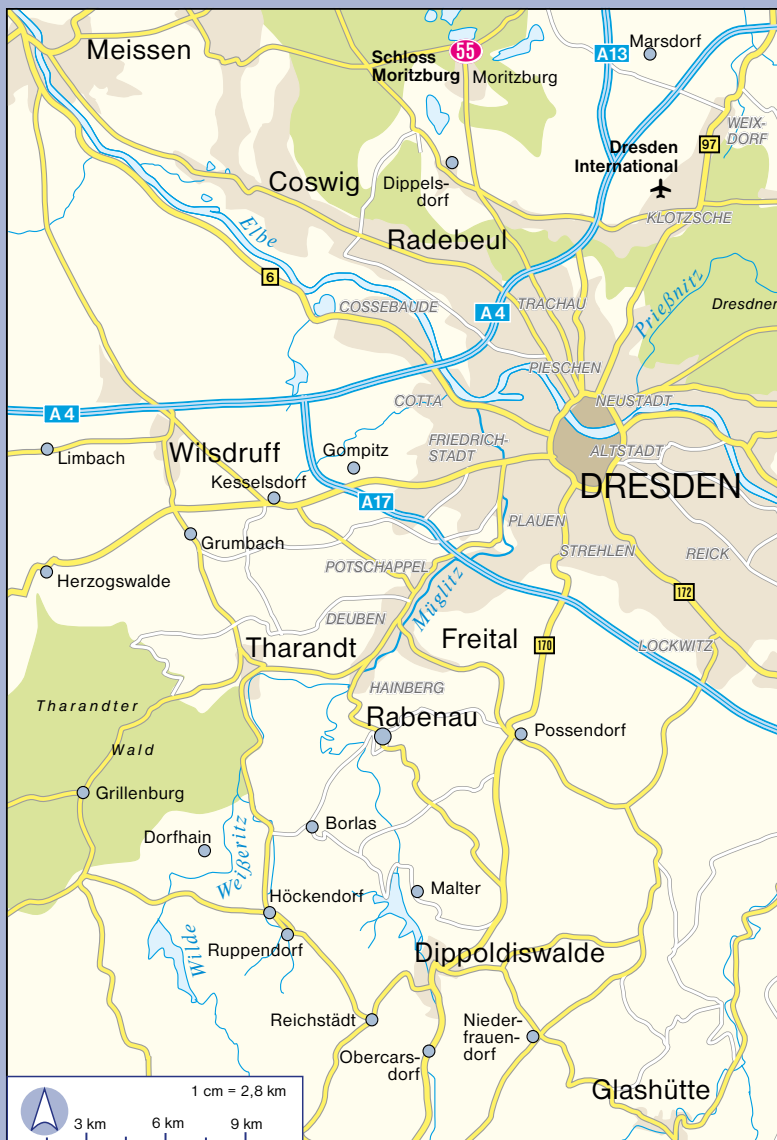 Meissen
Schloss
Moritzburg
55
Moritzburg
A13
Marsdorf
WEIX-
DORF
97
Dresden
International
Coswig
Dippels-
dorf
KLOTZSCHE
Elbe
Radebeul
6
Prießnitz
COSSEBAUDE
A 4
TRACHAU
Dresdner
PIESCHEN
COTTA
NEUSTADT
A 4
FRIEDRICH-
STADT
ALTSTADT
Limbach
Wilsdruff
Gompitz
Kesselsdorf
DRESDEN
A17
PLAUEN
Grumbach
STREHLEN
REICK
POTSCHAPPEL
Herzogswalde
Müglitz
172
DEUBEN
Tharandt
Freital
170
LOCKWITZ
HAINBERG
Tharandter
Wald
Rabenau
Possendorf
Grillenburg
Borlas
Dorfhain
Weißeritz
Höckendorf
Malter
Wilde
Ruppendorf
Dippoldiswalde
Reichstädt
Nieder-
frauen-
dorf
Obercars-
dorf
Glashütte
1 cm = 2,8 km
3 km
6 km
9 km